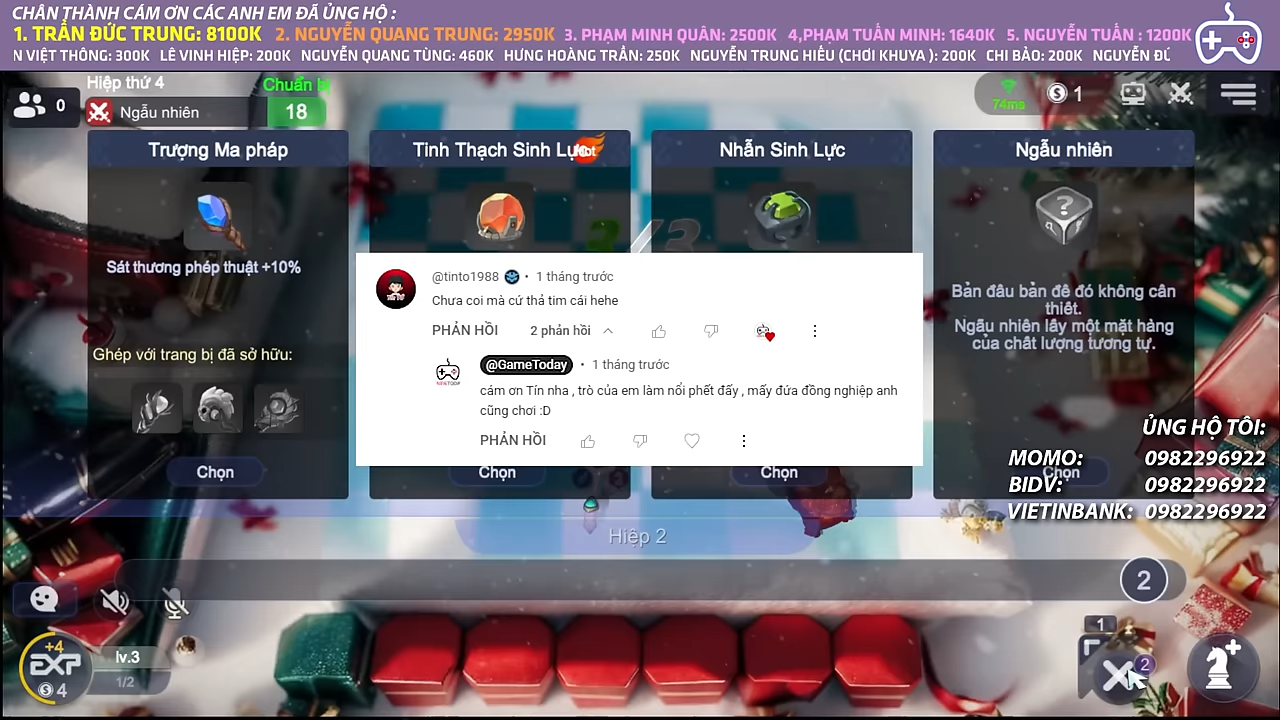 CHÂN THÀNH CÁM ƠN CÁC ANH EM ĐÃ ỦNG HỘ :
1. TRẦN ĐỨC TRUNG: 8100K 2. NGUYỄN QUANG TRUNG: 2950K 3. PHẠM MINH QUÂN: 2500K 4,PHẠM TUẤN MINH: 1640K 5. NGUYỄN TUẤN : 1200K
N VIỆT THÔNG: 300K LÊ VINH HIỆP: 200K NGUYỄN QUANG TÙNG: 460K HƯNG HOÀNG TRẦN: 250K NGUYỄN TRUNG HIẾU (CHƠI KHUYA ): 200K CHỊ BẢO: 200K NGUYỄN
Hiệp thứ 4
Chuẩn bị
0
Ngẫu nhiên
18
74ms
1
Trượng Ma pháp
Tinh Thạch Sinh Lực
Hot
Nhẫn Sinh Lực
Ngẫu nhiên
3/3
Sát thương phép thuật +10%
Bản đâu bản đê đó không cân
thiêt.
Ngẫu nhiên lấy một mặt hàng
của chất lượng tương tự.
Ghép với trang bị đã sở hữu:
@tinto1988 • 1 tháng trước
Chưa coi mà cứ thả tim cái hehe
PHẢN HỒI 2 phản hồi
@GameToday • 1 tháng trước
cám ơn Tín nha , trò của em làm nổi phết đấy , mấy đứa đồng nghiệp anh
cũng chơi :D
PHẢN HỒI
Chọn
Chọn
Chọn
Chọn
ỦNG HỘ TÔI:
MOMO: 0982296922
BIDV: 0982296922
VIETINBANK: 0982296922
Hiệp 2
2
+4
EXP
4
lv.3
1/2
1
2